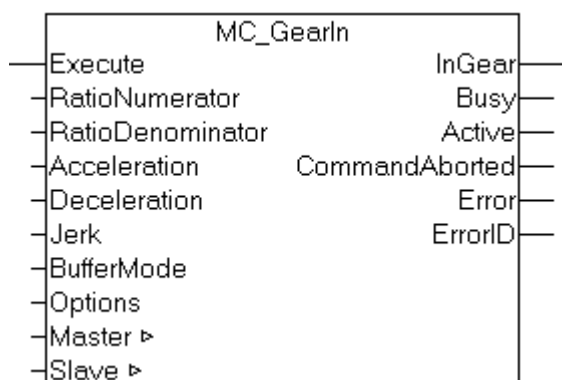 MC_GearIn
Execute InGear
RatioNumerator Busy
RatioDenominator Active
Acceleration CommandAborted
Deceleration Error
Jerk ErrorID
BufferMode
Options
Master ▹
Slave ▹